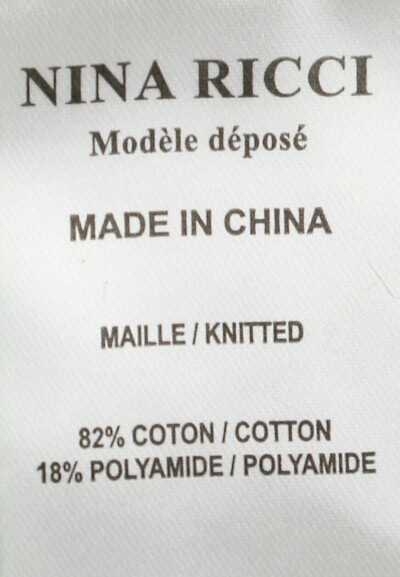 NINA RICCI
Modèle déposé
MADE IN CHINA
MAILLE / KNITTED
82% COTON / COTTON
18% POLYAMIDE / POLYAMIDE